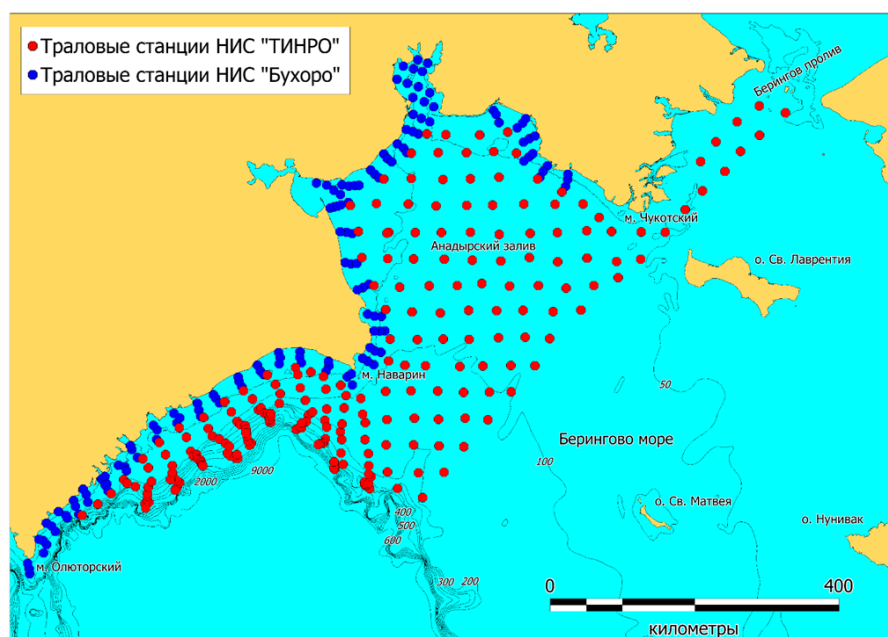 Траловые станции НИС "ТИНРО"
Траловые станции НИС "Бухоро"
Берингов пролив
м. Чукотский
Анадырский залив
о. Св. Лаврентия
м. Наварин
50
Берингово море
100
2000
9000
о. Св. Матвея
400
500
600
о. Нунивак
м. Олюторский
300
200
0
400
километры